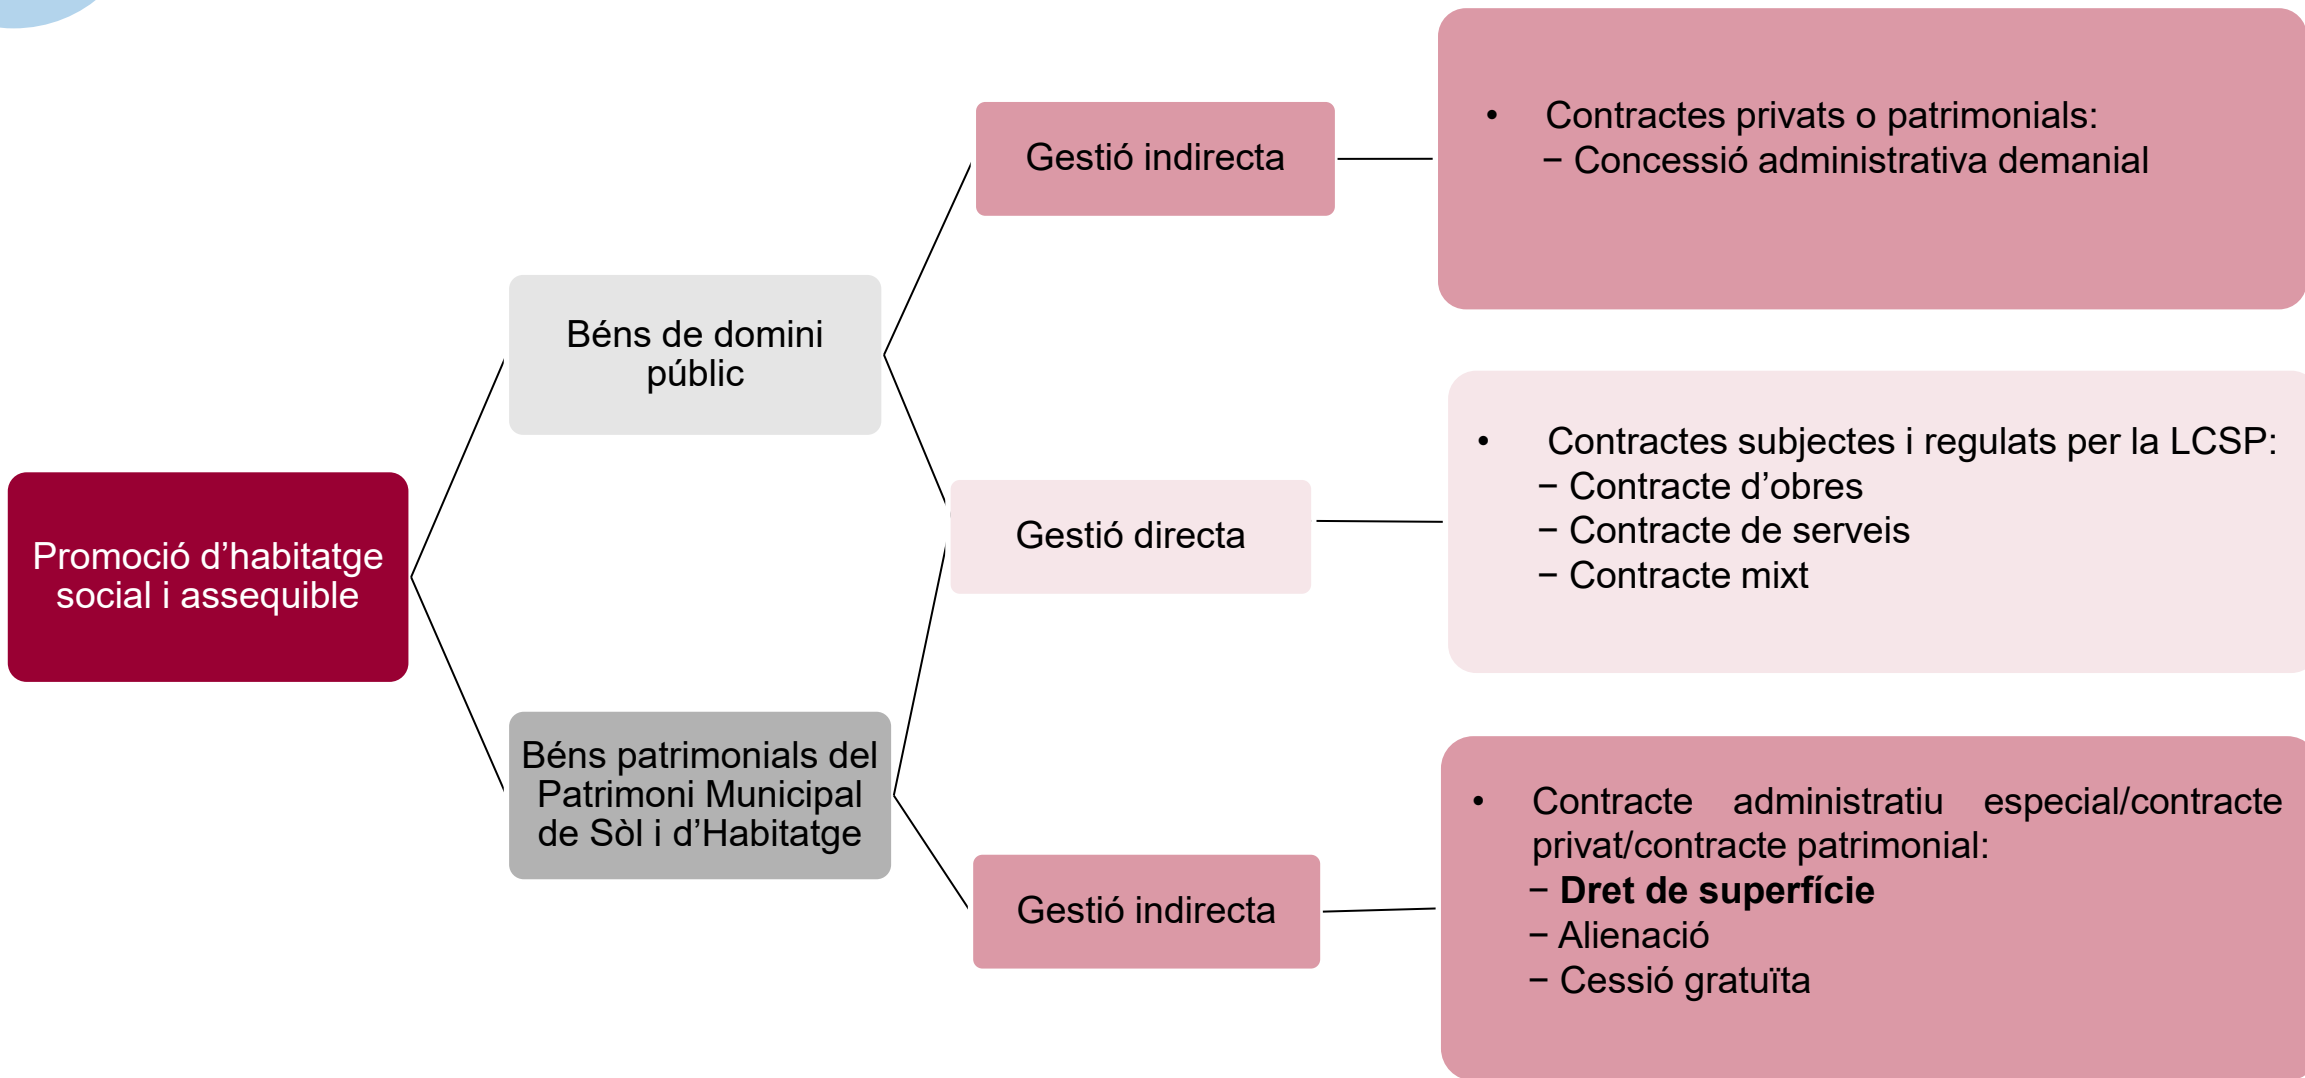 Promoció d’habitatge
social i assequible
Béns de domini
públic
Béns patrimonials del
Patrimoni Municipal
de Sòl i d’Habitatge
Gestió indirecta
Gestió directa
Gestió indirecta
• Contractes privats o patrimonials:
− Concessió administrativa demanial
• Contractes subjectes i regulats per la LCSP:
− Contracte d’obres
− Contracte de serveis
− Contracte mixt
• Contracte administratiu especial/contracte
privat/contracte patrimonial:
− Dret de superfície
− Alienació
− Cessió gratuïta